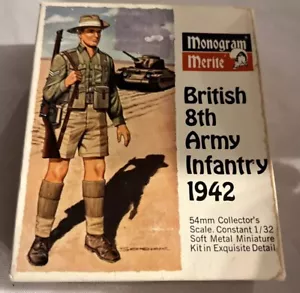 Monogram
Merite
British
8th
Army
Infantry
1942
54mm Collector's
Scale. Constant 1/32
Soft Metal Miniature
Kit in Exquisite Detail